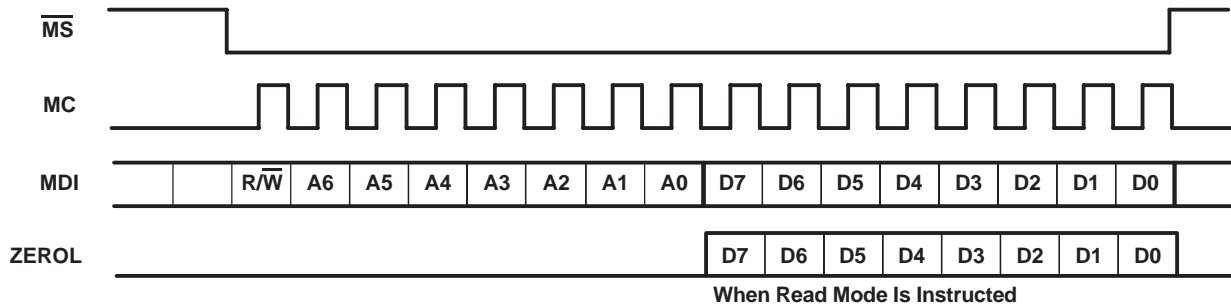 MS
MC
MDI R/W A6 A5 A4 A3 A2 A1 A0 D7 D6 D5 D4 D3 D2 D1 D0
ZEROL D7 D6 D5 D4 D3 D2 D1 D0
When Read Mode Is Instructed